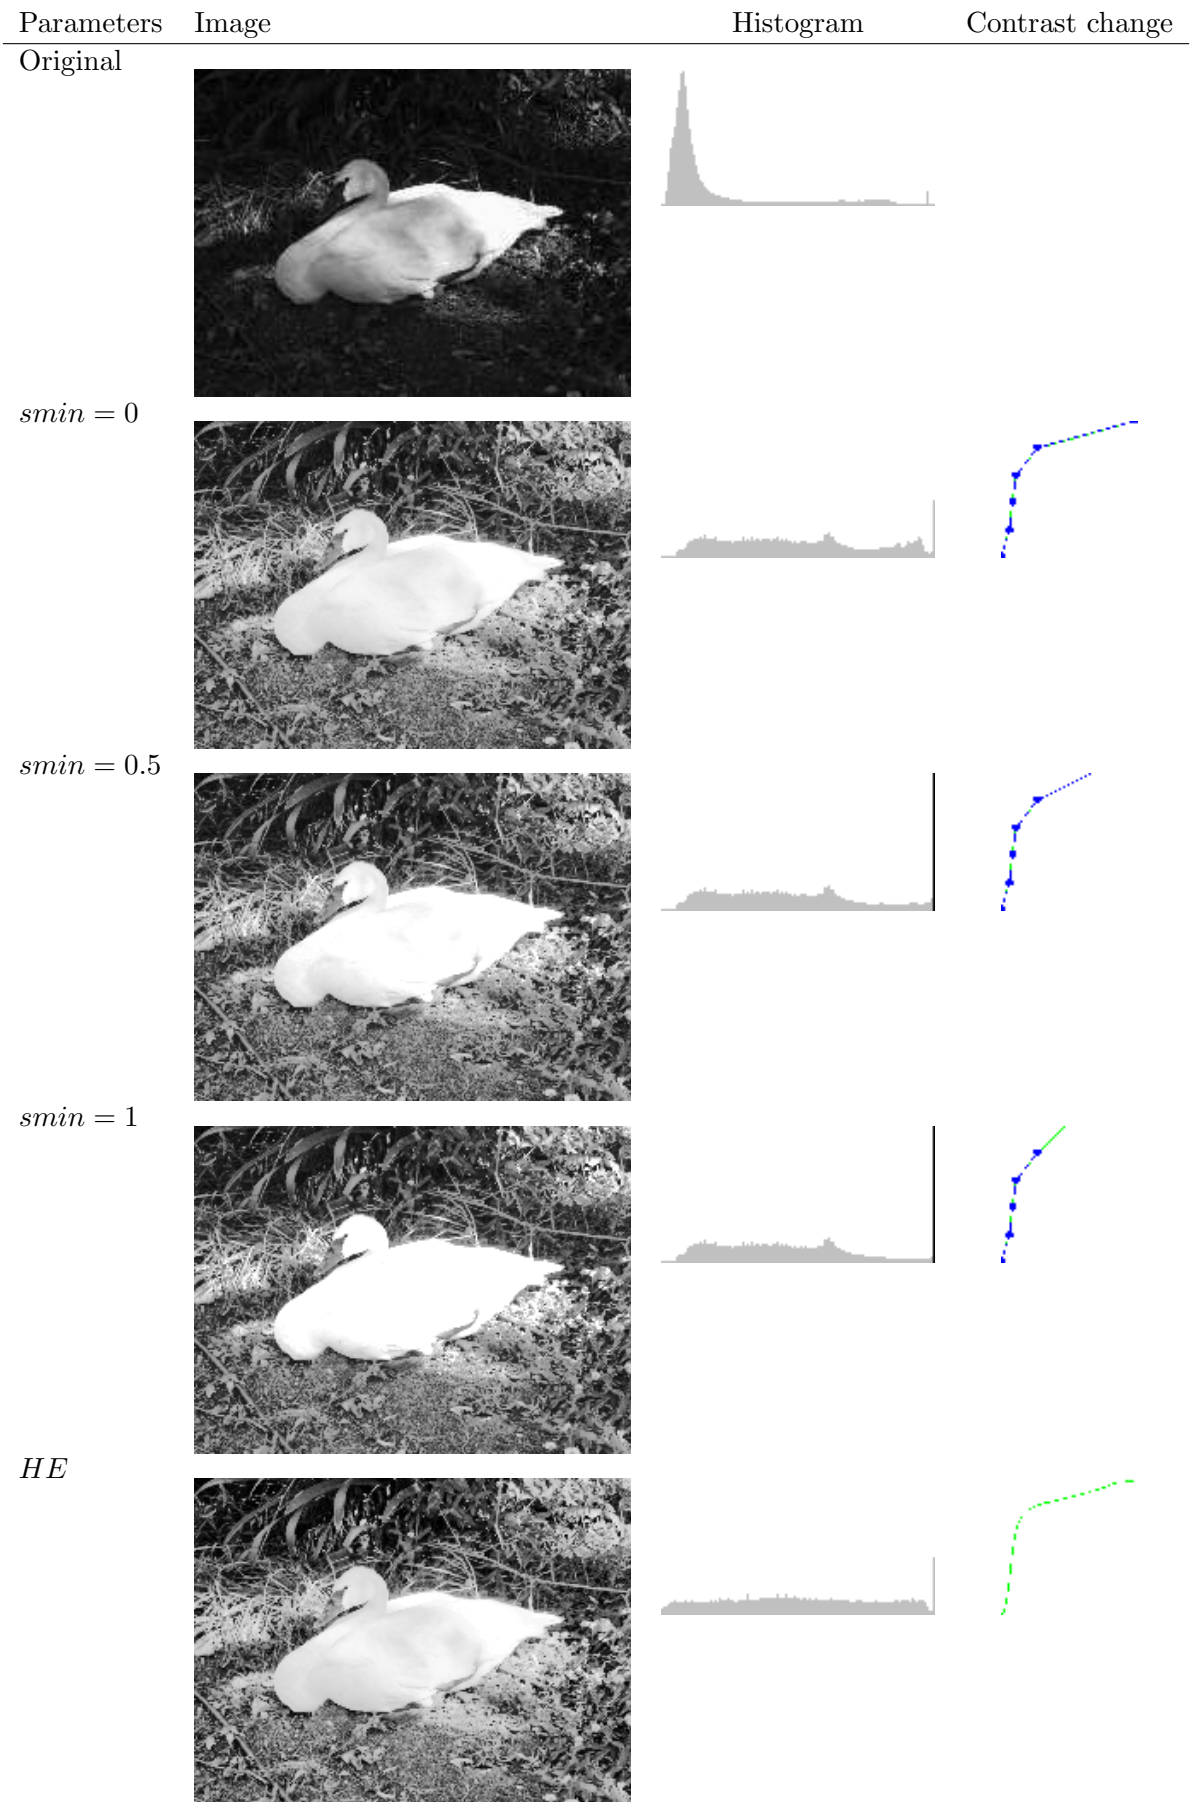 Parameters Image Histogram Contrast change
Original
smin = 0
smin = 0.5
smin = 1
HE